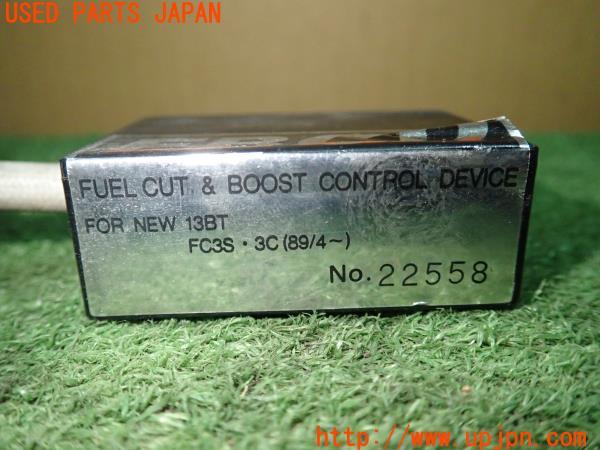 USED PARTS JAPAN
FUEL CUT & BOOST CONTROL DEVICE
FOR NEW 13BT
FC3S・3C(89/4～)
No. 22558
http://www.upjpn.com